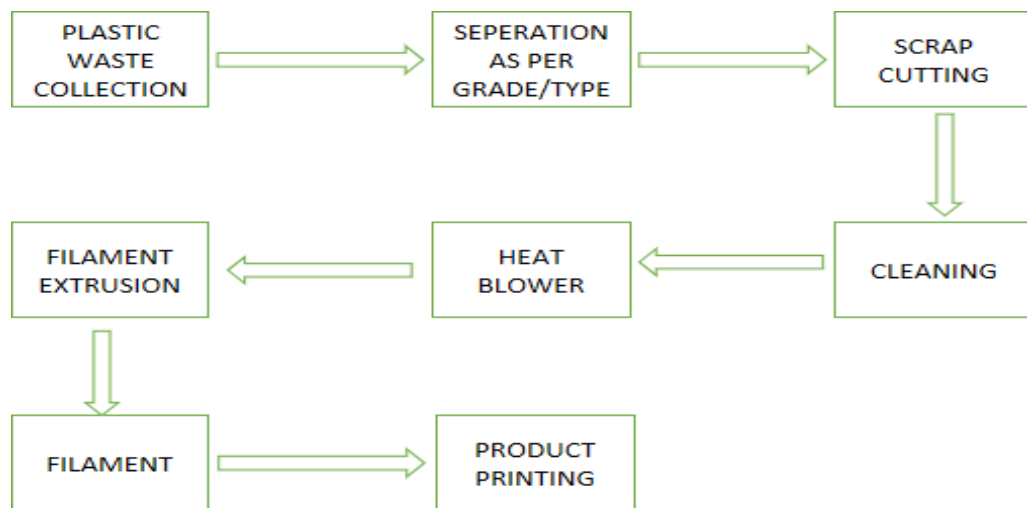 PLASTIC
WASTE
COLLECTION
SEPERATION
AS PER
GRADE/TYPE
SCRAP
CUTTING
CLEANING
HEAT
BLOWER
FILAMENT
EXTRUSION
FILAMENT
PRODUCT
PRINTING